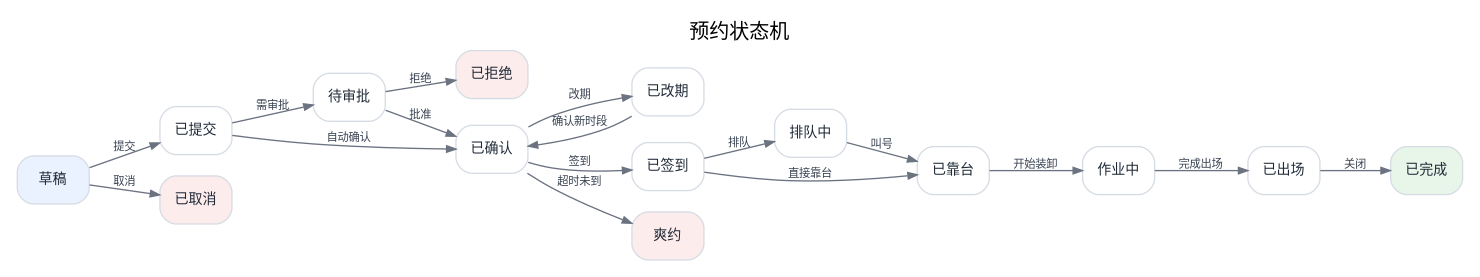 预约状态机
已拒绝
拒绝
待审批
需审批
批准
已提交
自动确认
提交
草稿
取消
已取消
已确认
改期
已改期
确认新时段
签到
已签到
超时未到
爽约
排队
排队中
叫号
直接靠台
已靠台
开始装卸
作业中
完成出场
已出场
关闭
已完成